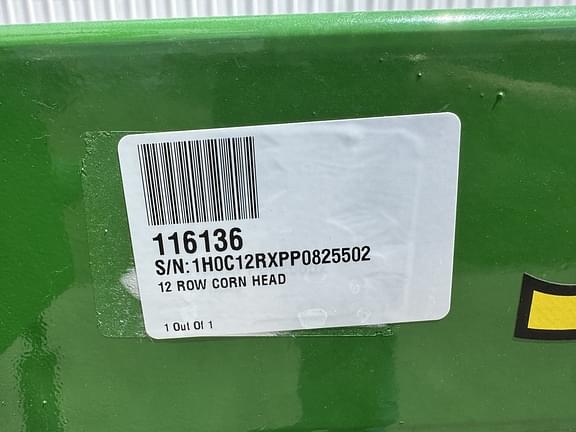 116136
S/N:1H0C12RXPP0825502
12 ROW CORN HEAD
1 Out Of 1